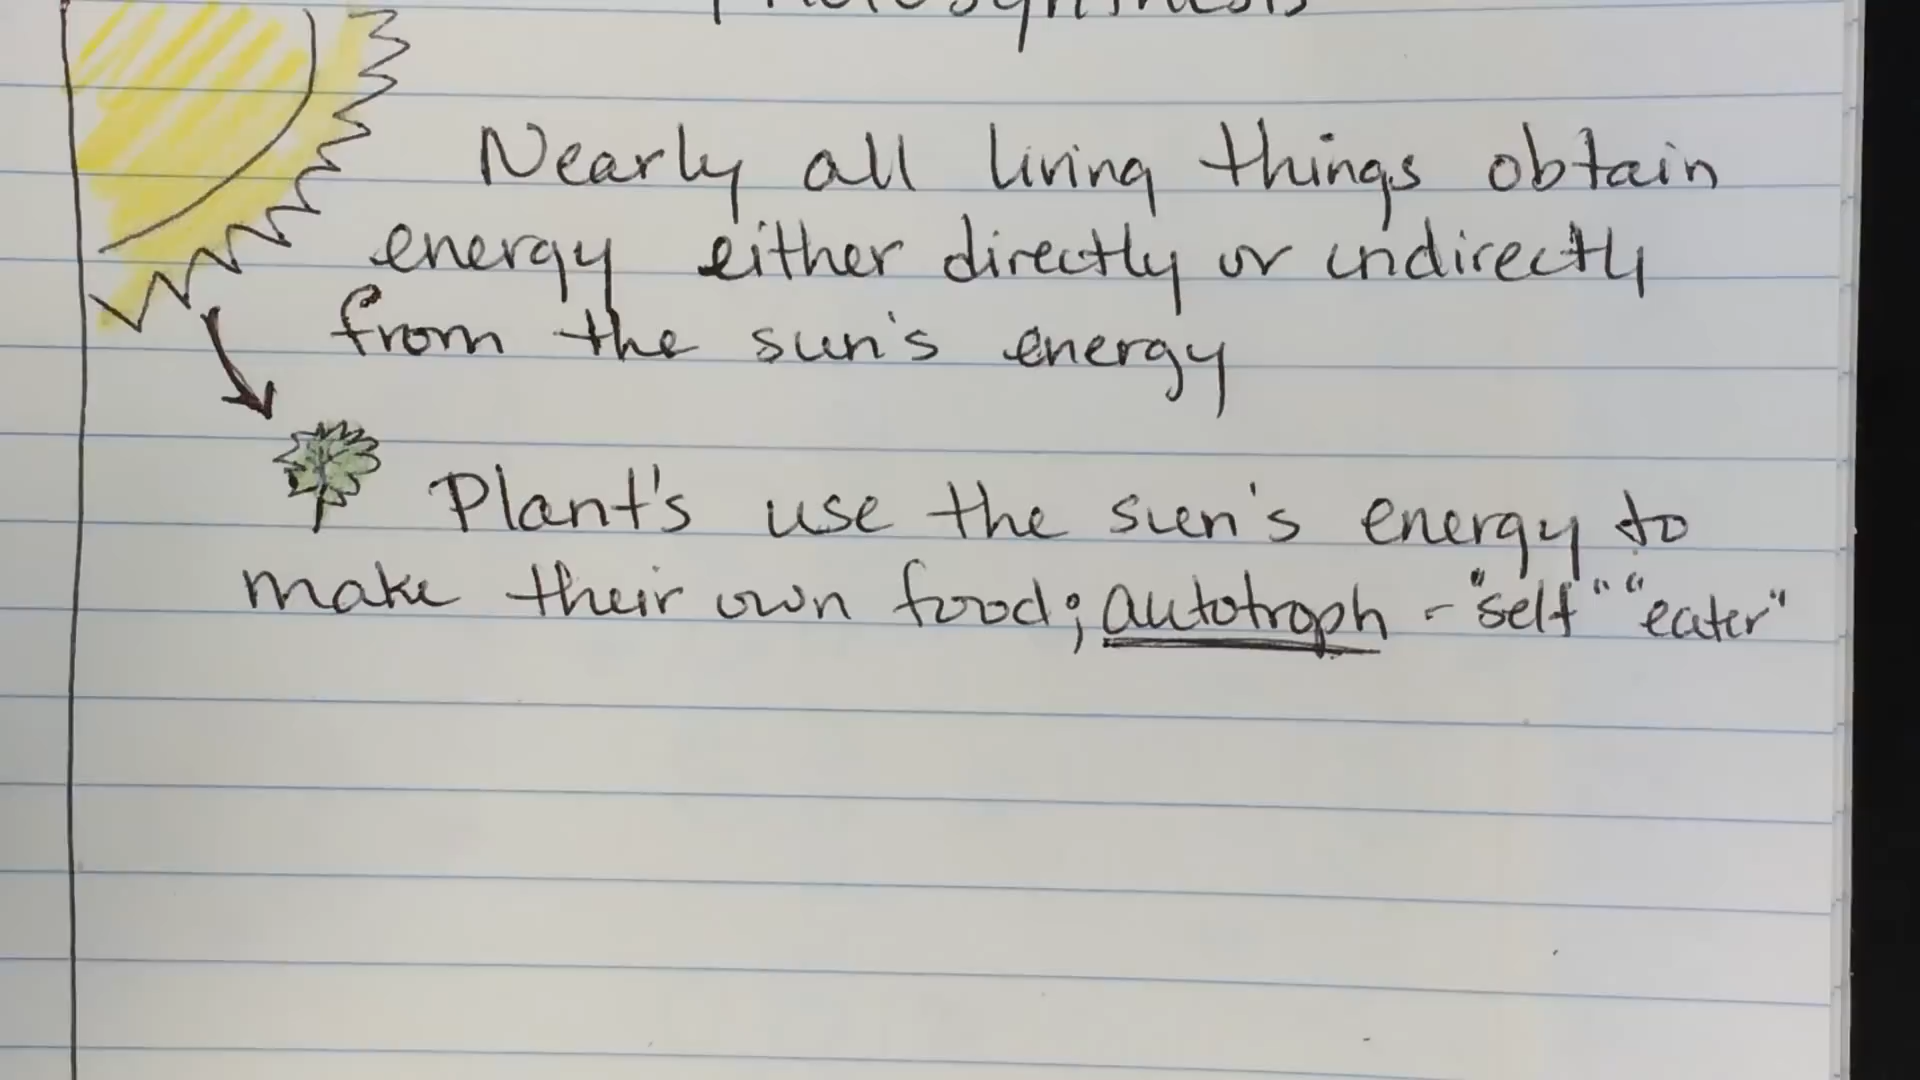 Photosynthesis
Nearly all living things obtain
energy either directly or indirectly
from the sun's energy
Plant's use the sun's energy to
make their own food; autotroph - "self" "eater"